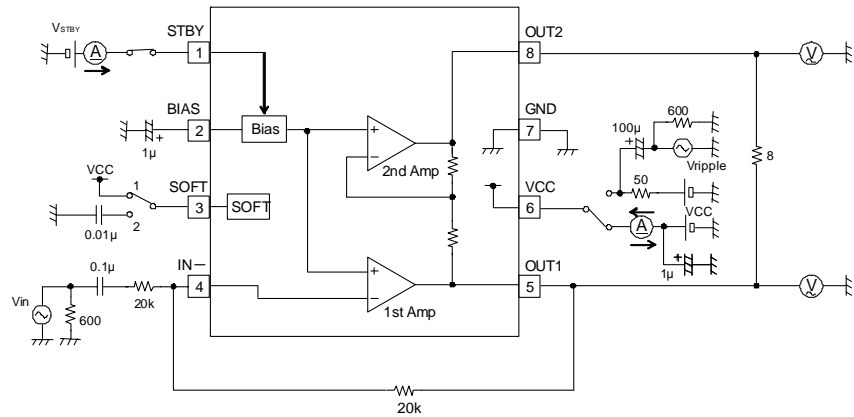 VSTBY
A
STBY
1
OUT2
8
V
BIAS
2
1µ
+
Bias
+
−
2nd Amp
GND
7
100µ
+
600
Vripple
8
VCC
1
2
0.01µ
SOFT
3
SOFT
VCC
6
50
VCC
A
1µ
+
0.1µ
20k
IN−
4
+
−
1st Amp
OUT1
5
V
Vin
600
20k